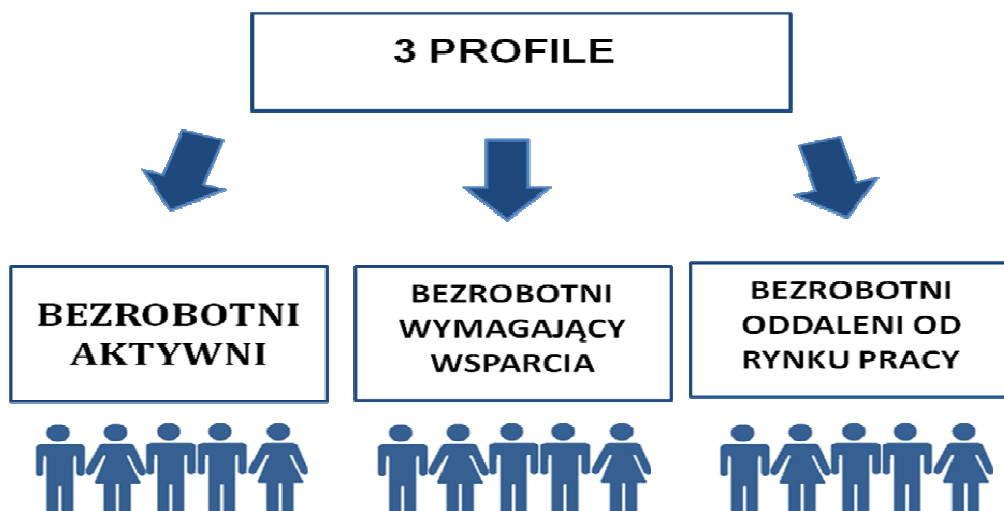 3 PROFILE
BEZROBOTNI
AKTYWNI
BEZROBOTNI
WYMAGAJĄCY
WSPARCIA
BEZROBOTNI
ODDALENI OD
RYNKU PRACY